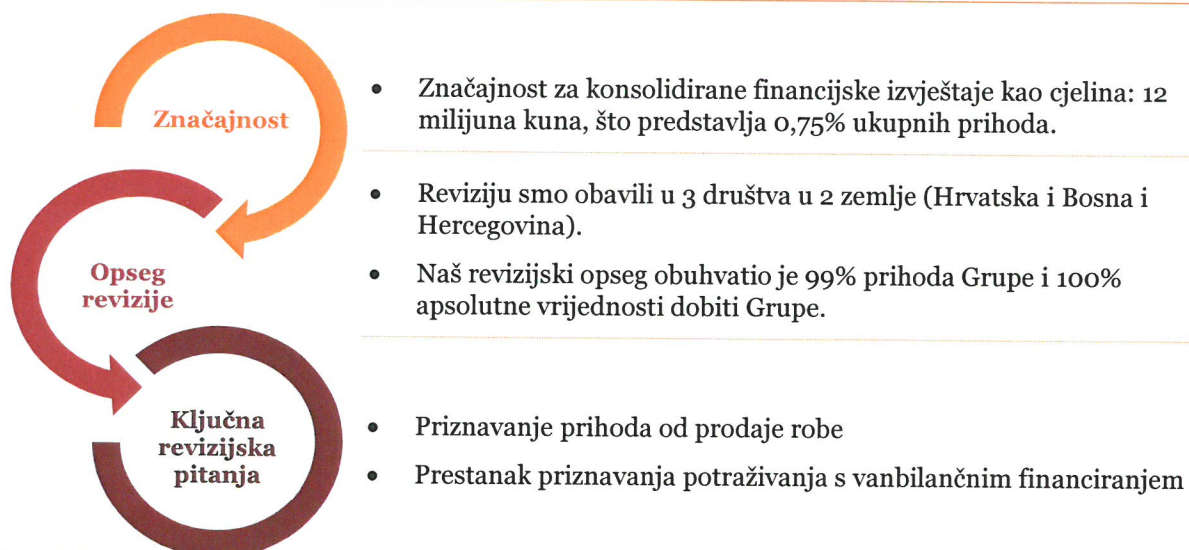 Značajnost
• Značajnost za konsolidirane financijske izvještaje kao cjelina: 12
milijuna kuna, što predstavlja 0,75% ukupnih prihoda.
Opseg
revizije
• Reviziju smo obavili u 3 društva u 2 zemlje (Hrvatska i Bosna i
Hercegovina).
• Naš revizijski opseg obuhvatio je 99% prihoda Grupe i 100%
apsolutne vrijednosti dobiti Grupe.
Ključna
revizijska
pitanja
• Priznavanje prihoda od prodaje robe
• Prestanak priznavanja potraživanja s vanbilančnim financiranjem